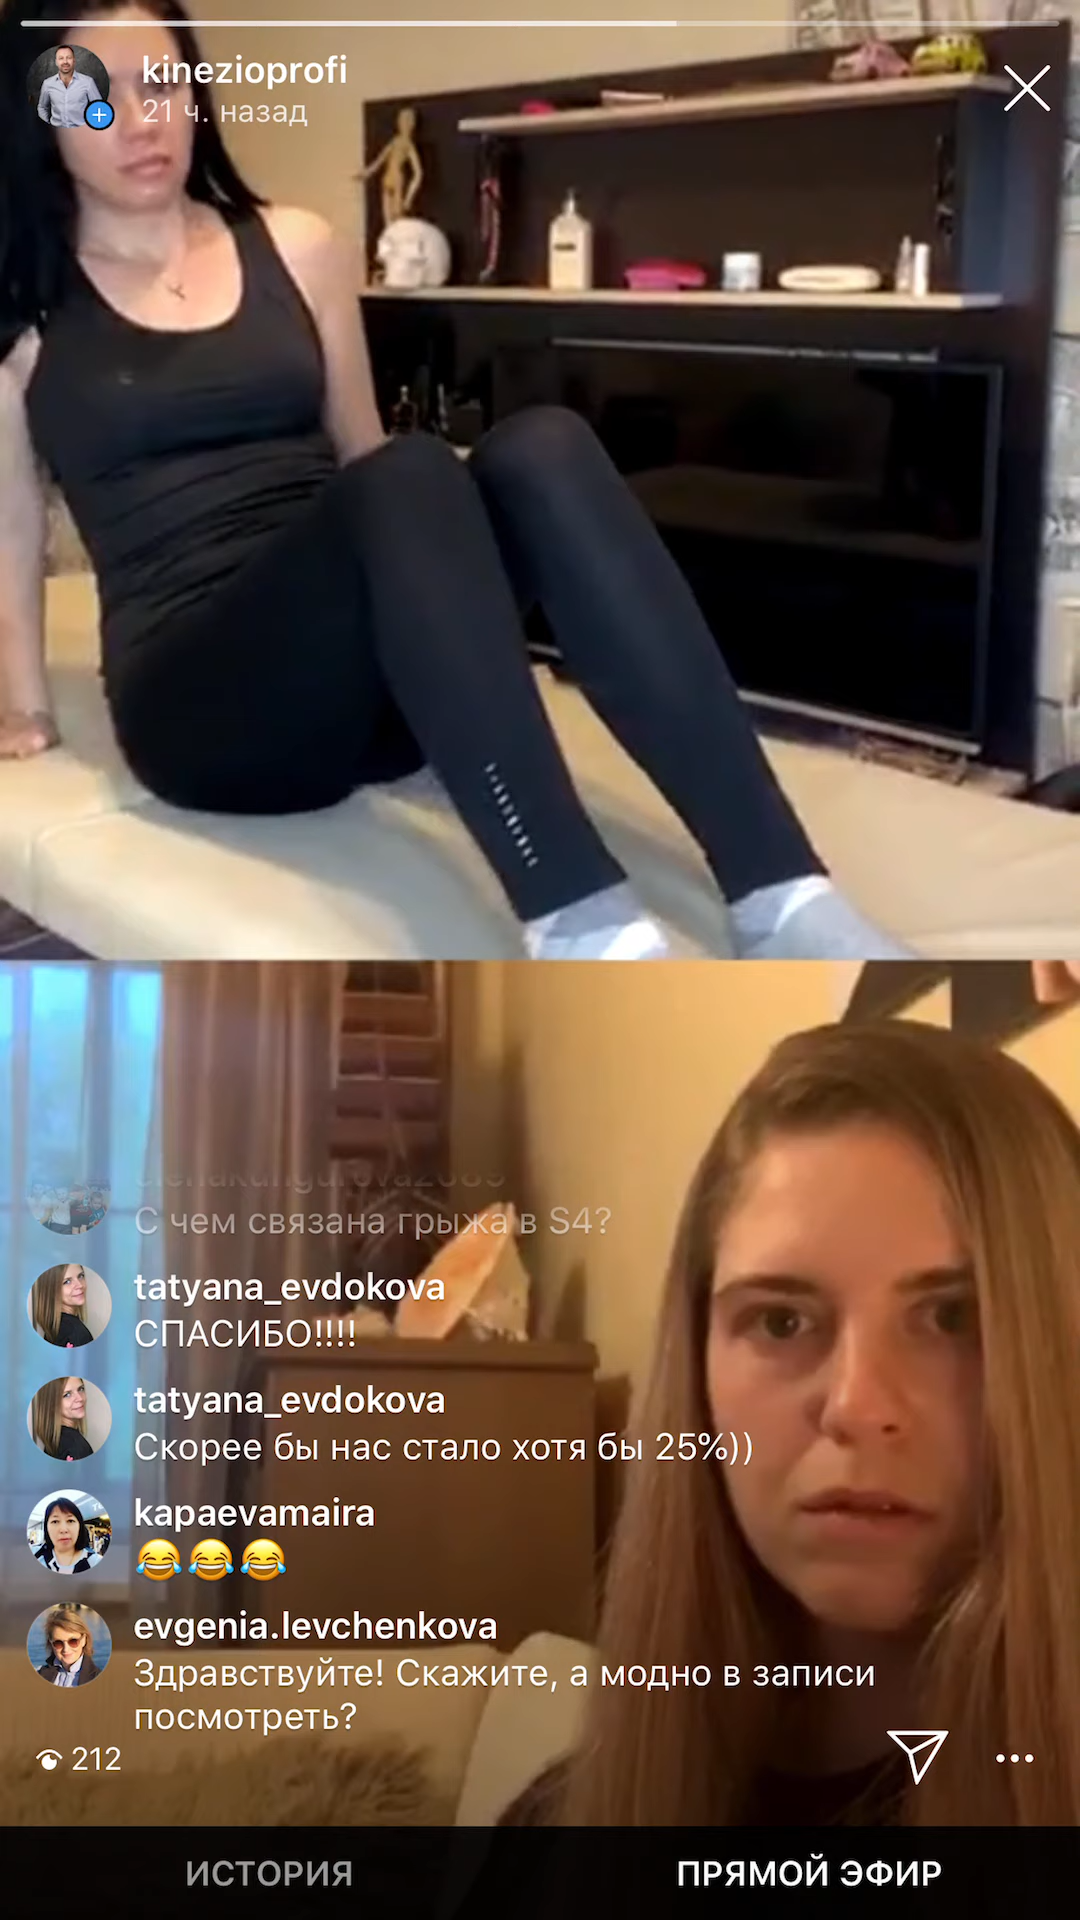 kinezioprofi
21 ч. назад
С чем связана грыжа в S4?
tatyana_evdokova
СПАСИБО!!!!
tatyana_evdokova
Скорее бы нас стало хотя бы 25%))
kapaevamaira
😂😂😂
evgenia.levchenkova
Здравствуйте! Скажите, а модно в записи
посмотреть?
212
ИСТОРИЯ
ПРЯМОЙ ЭФИР